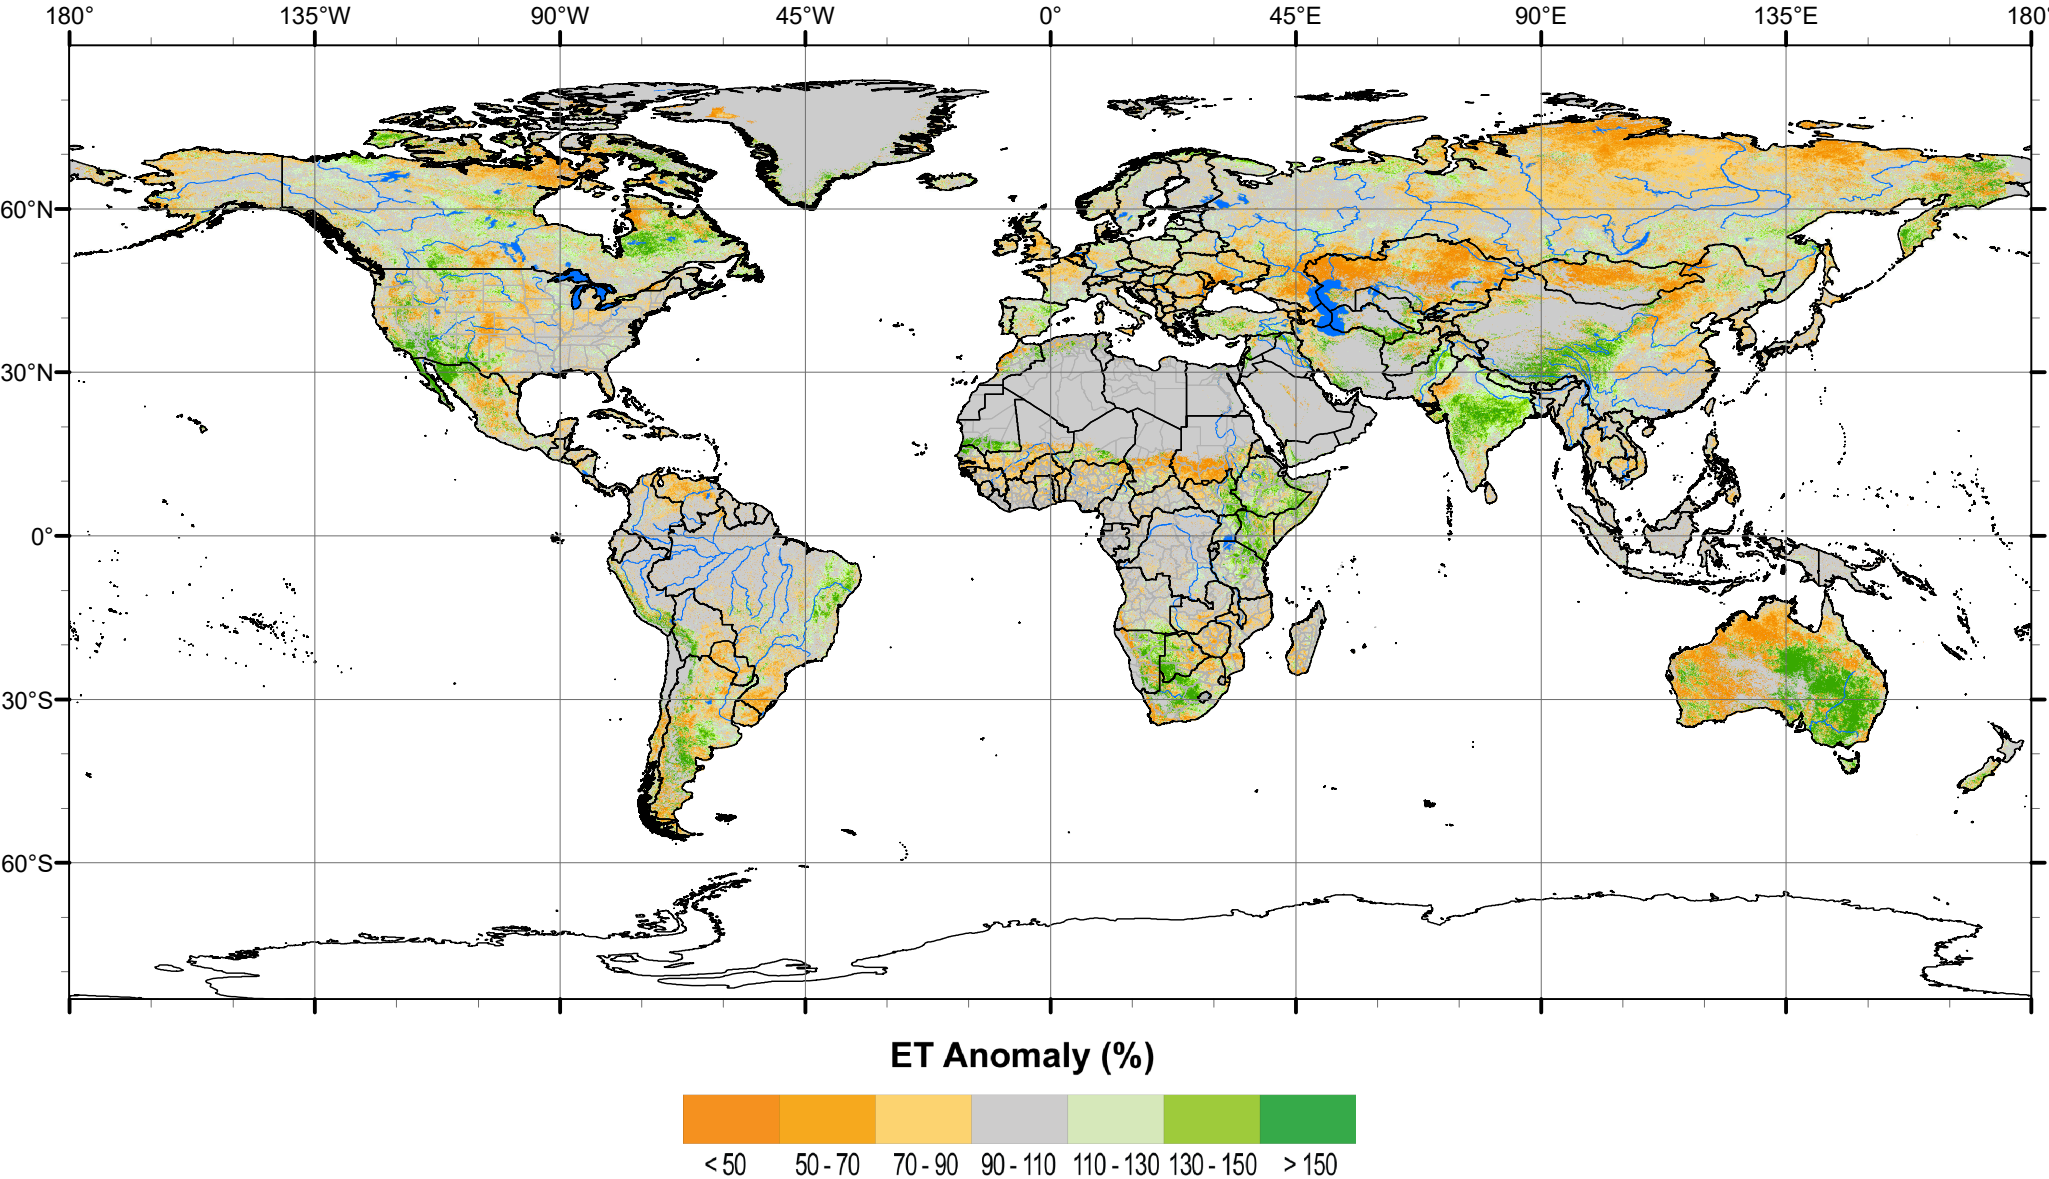 180° 135°W 90°W 45°W 0° 45°E 90°E 135°E 180°
60°N
30°N
0°
30°S
60°S
ET Anomaly (%)
< 50 50 - 70 70 - 90 90 - 110 110 - 130 130 - 150 > 150